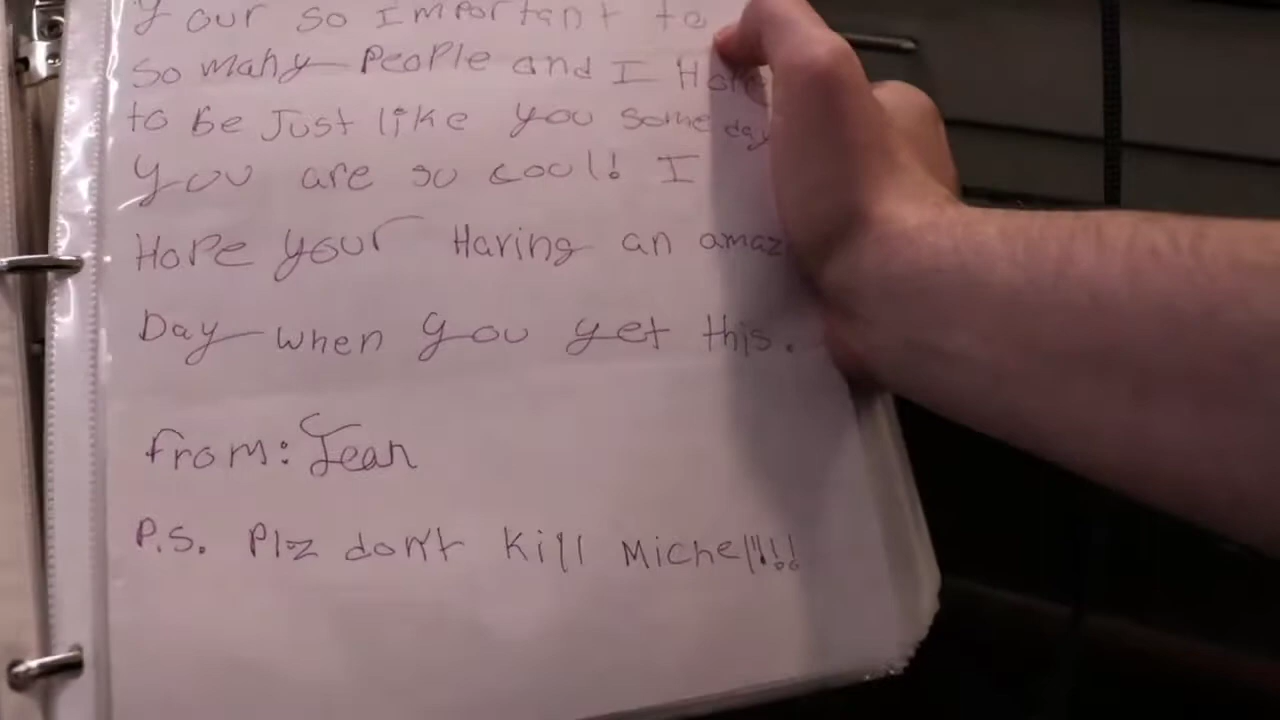 Your so Important to
so many People and I Hope
to be Just like you some day
you are so cool! I
Hope your Having an amaz
Day when you get this.
From: Jean
P.S. Plz don't kill Michell!!!